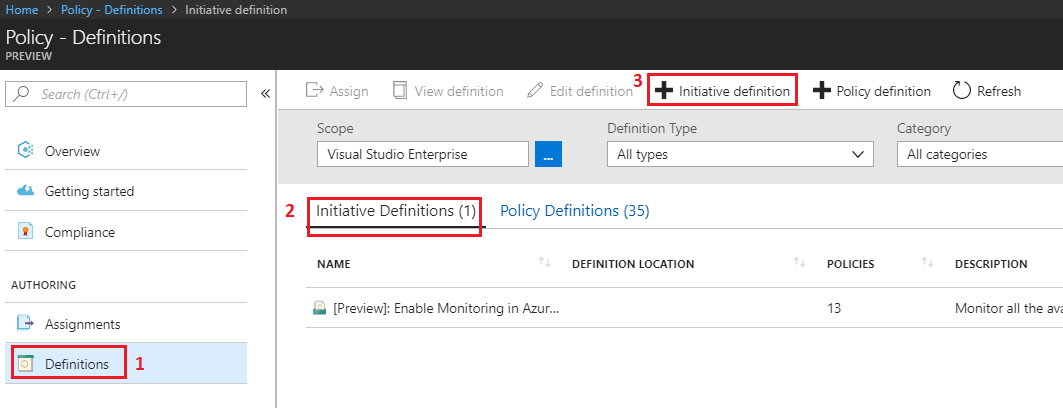 Home > Policy - Definitions > Initiative definition
Policy - Definitions
PREVIEW
Search (Ctrl+/)
«
Overview
Getting started
Compliance
AUTHORING
Assignments
Definitions 1
Assign View definition Edit definition 3 Initiative definition Policy definition Refresh
Scope Definition Type Category
Visual Studio Enterprise ... All types All categories
2 Initiative Definitions (1) Policy Definitions (35)
NAME DEFINITION LOCATION POLICIES DESCRIPTION
[Preview]: Enable Monitoring in Azur... 13 Monitor all the ava